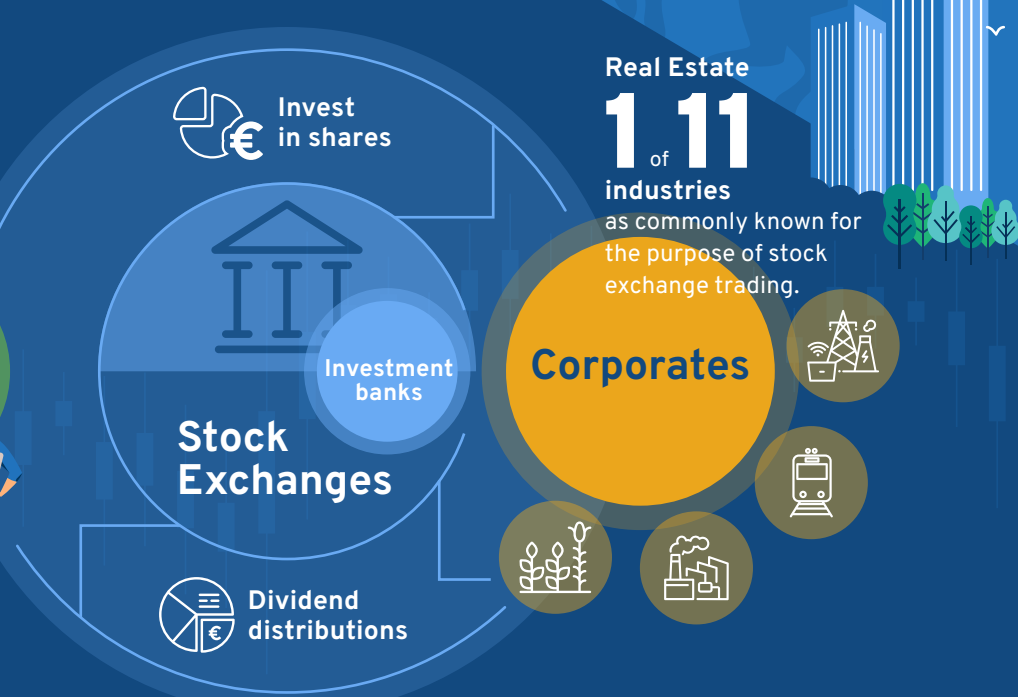 Invest
in shares
Real Estate
1 of 11
industries
as commonly known for
the purpose of stock
exchange trading.
€
Investment
banks
Corporates
Stock
Exchanges
Dividend
distributions
€